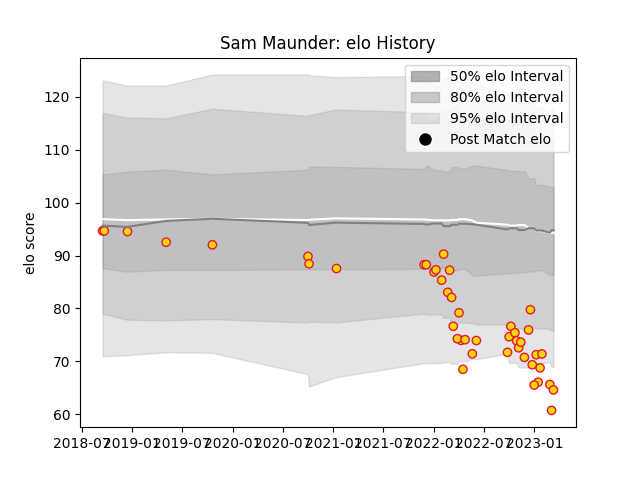 Sam Maunder: elo History
50% elo Interval
80% elo Interval
95% elo Interval
Post Match elo
elo score
120
110
100
90
80
70
60
2018-07 2019-01 2019-07 2020-01 2020-07 2021-01 2021-07 2022-01 2022-07 2023-01